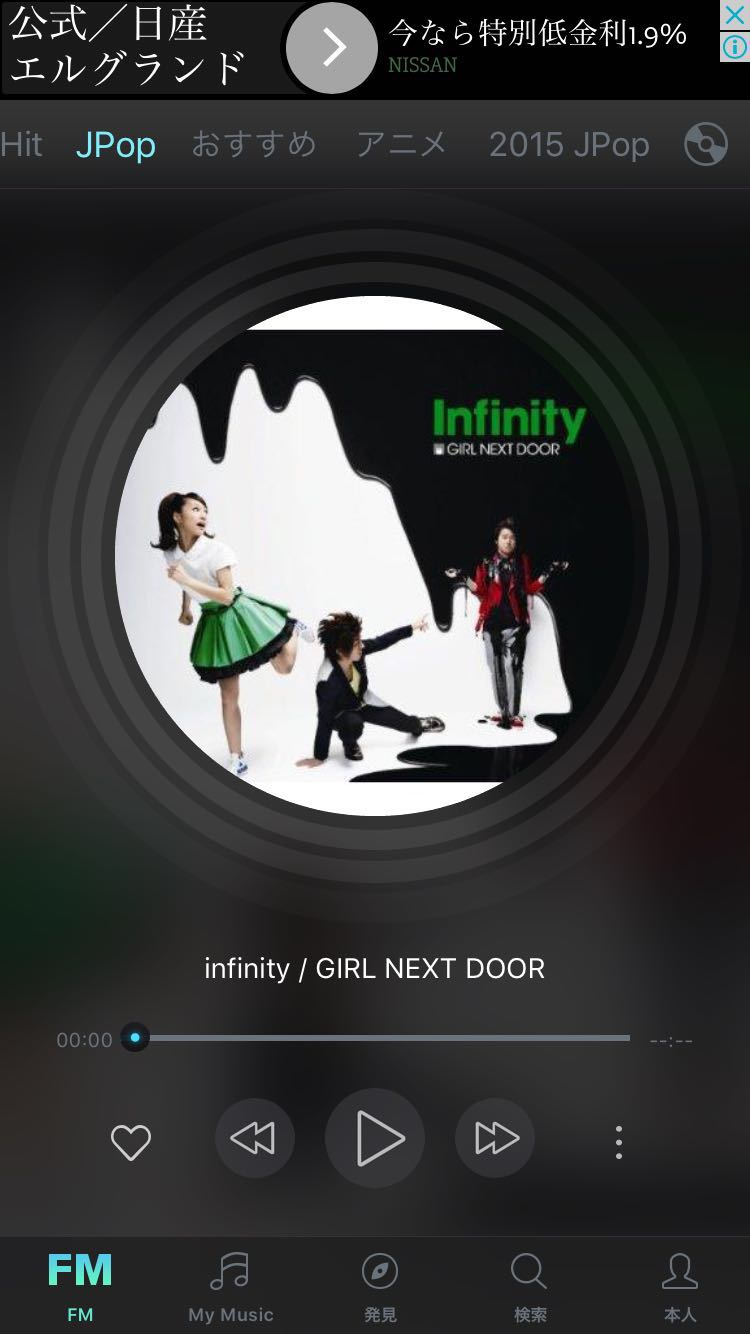 公式／日産
エルグランド
今なら特別低金利1.9%
NISSAN
Hit JPop おすすめ アニメ 2015 JPop
Infinity
GIRL NEXT DOOR
infinity / GIRL NEXT DOOR
00:00 --:--
FM
FM My Music 発見 検索 本人